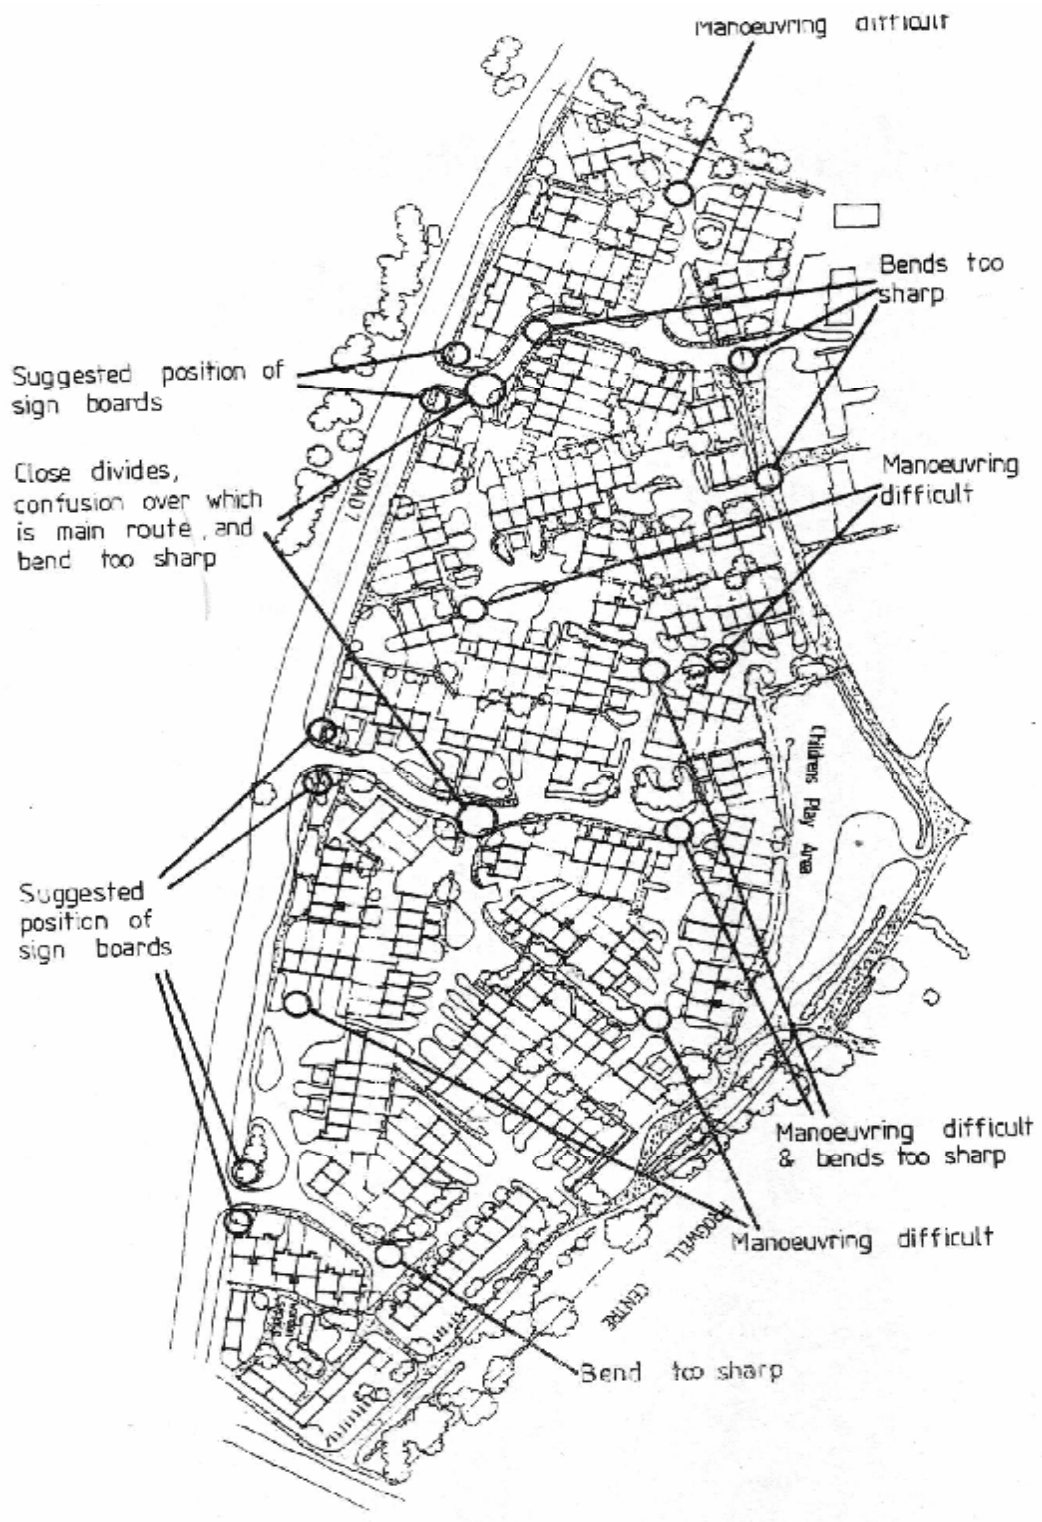 Manoeuvring difficult
Bends too
sharp
Suggested position of
sign boards
Close divides,
confusion over which
is main route, and
bend too sharp
Manoeuvring
difficult
ROAD 7
Childrens Play Area
Suggested
position of
sign boards
Manoeuvring difficult
& bends too sharp
FROGWELL
CENTRE
Manoeuvring difficult
Bend too sharp